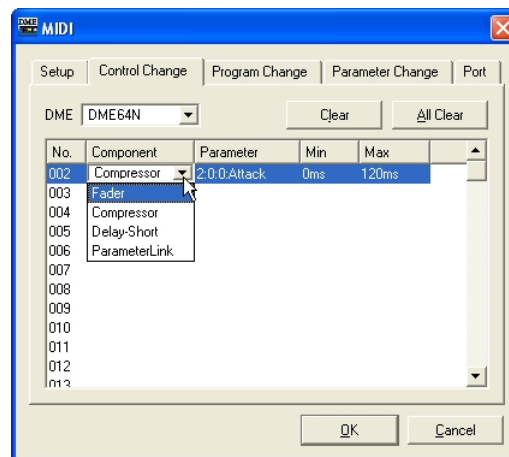 DME MIDI
Setup Control Change Program Change Parameter Change Port
DME DME64N Clear All Clear
No. Component Parameter Min Max
002 Compressor 2:0:0:Attack 0ms 120ms
003 Fader
004 Compressor
005 Delay-Short
006 ParameterLink
007
008
009
010
011
012
013
OK Cancel